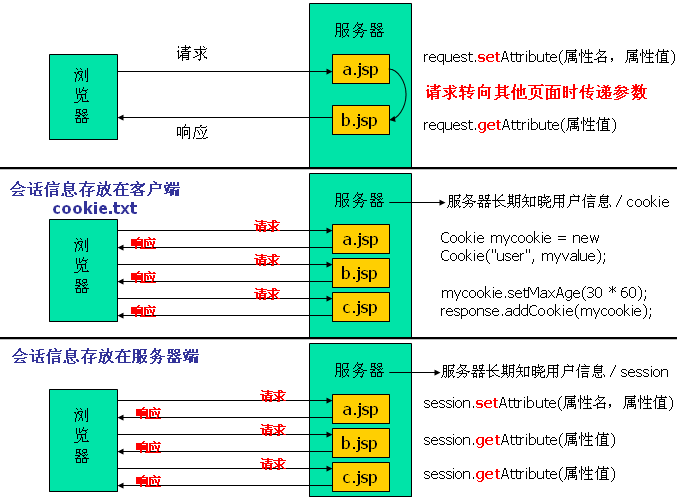 服务器
请求
a.jsp
request.setAttribute(属性名，属性值)
浏
览
器
请求转向其他页面时传递参数
b.jsp
request.getAttribute(属性值)
响应
会话信息存放在客户端
cookie.txt
服务器
服务器长期知晓用户信息 / cookie
浏
览
器
请求
a.jsp
响应
请求
b.jsp
响应
请求
c.jsp
响应
Cookie mycookie = new
Cookie("user", myvalue);
mycookie.setMaxAge(30 * 60);
response.addCookie(mycookie);
会话信息存放在服务器端
服务器
服务器长期知晓用户信息 / session
浏
览
器
请求
a.jsp
响应
session.setAttribute(属性名，属性值)
请求
b.jsp
响应
session.getAttribute(属性值)
请求
c.jsp
响应
session.getAttribute(属性值)